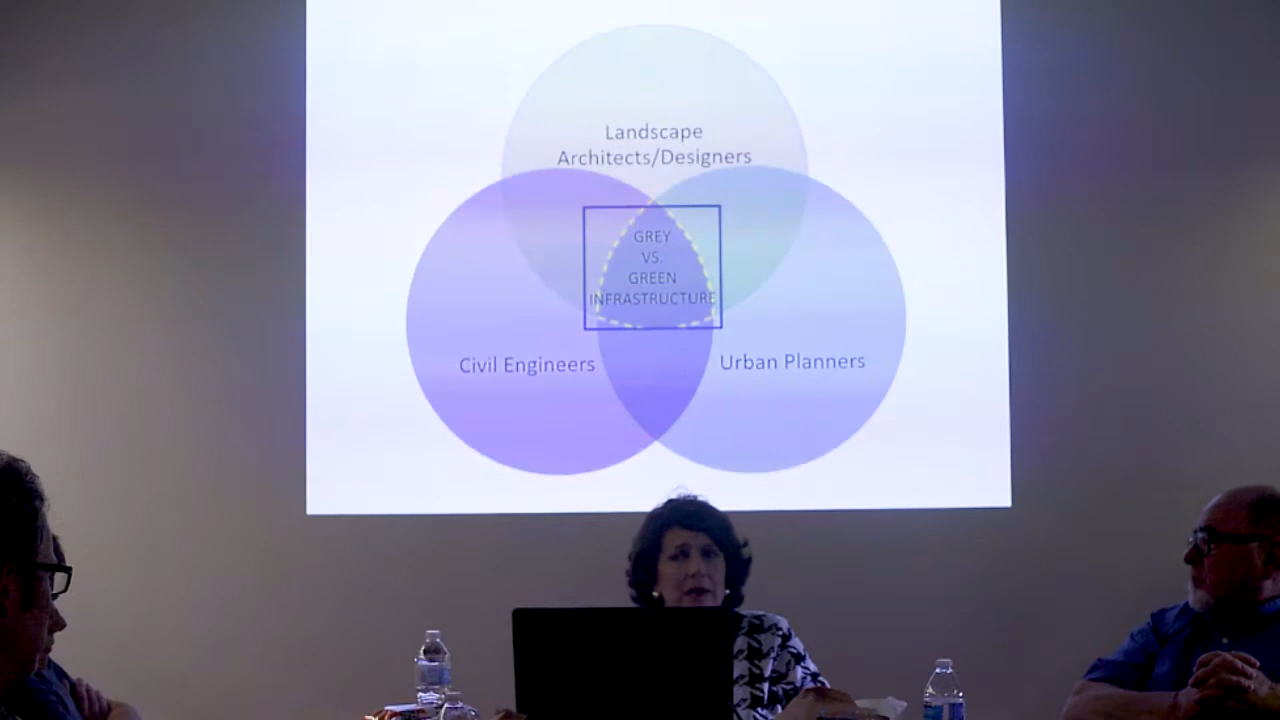 Landscape
Architects/Designers
GREY
VS.
GREEN
INFRASTRUCTURE
Civil Engineers
Urban Planners